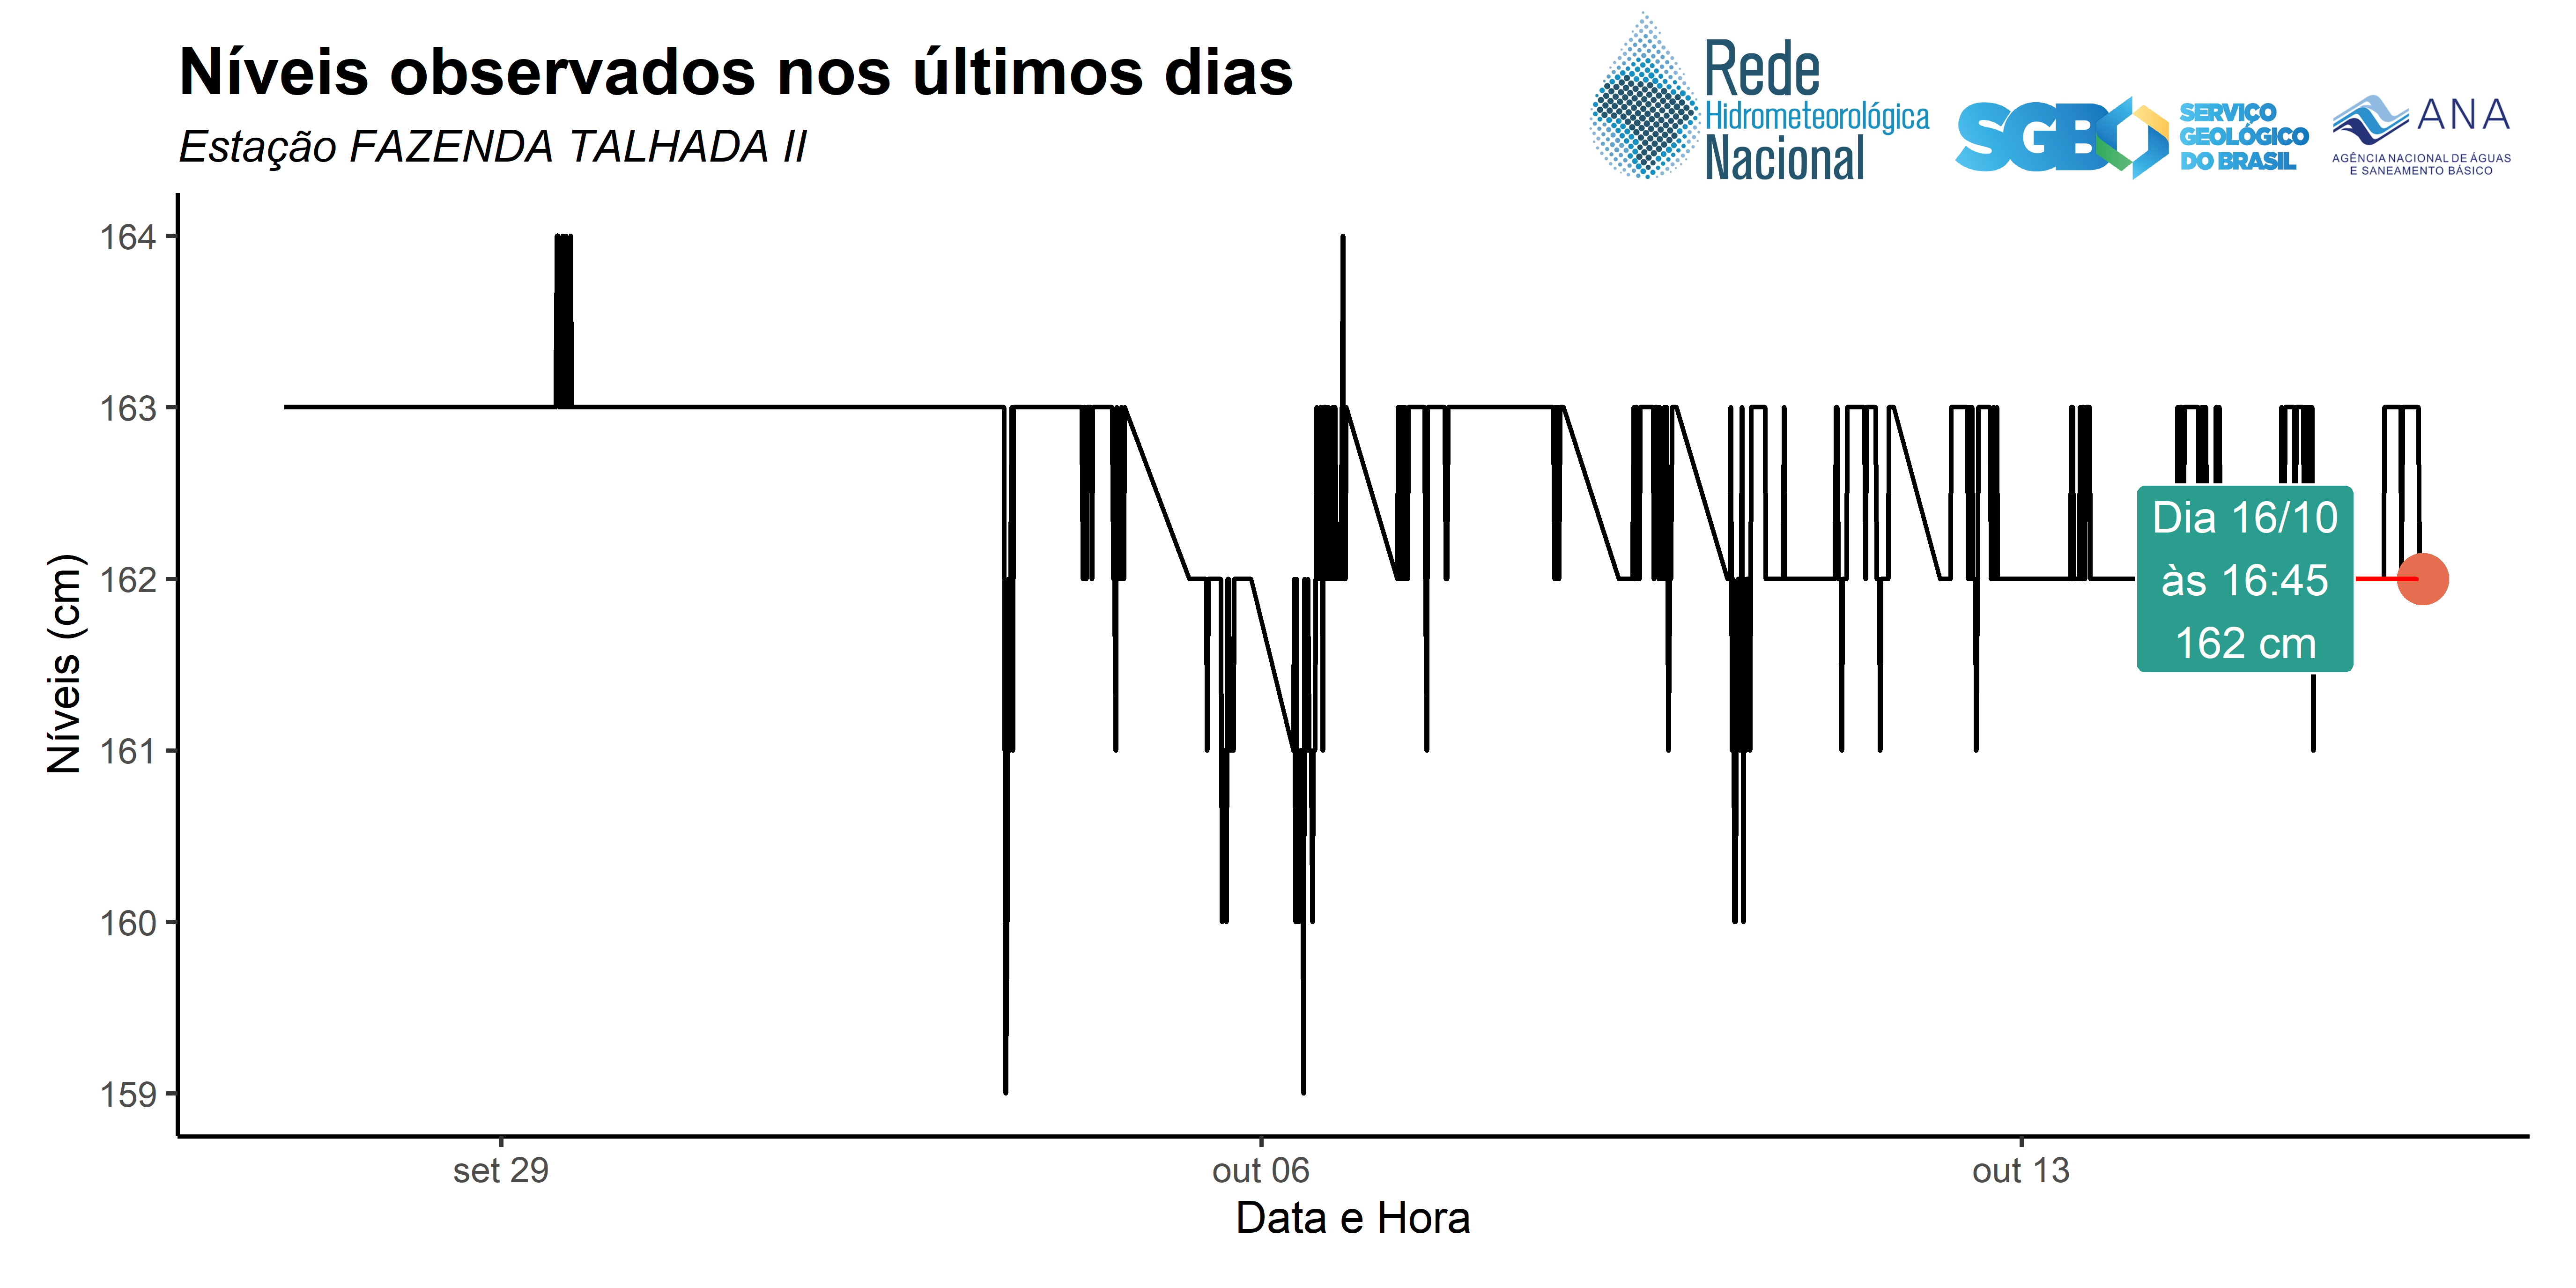 Níveis observados nos últimos dias
Estação FAZENDA TALHADA II
Rede
Hidrometeorológica
Nacional
SGB
SERVIÇO
GEOLÓGICO
DO BRASIL
ANA
AGÊNCIA NACIONAL DE ÁGUAS
E SANEAMENTO BÁSICO
Níveis (cm)
164
163
162
161
160
159
Dia 16/10
às 16:45
162 cm
set 29
out 06
out 13
Data e Hora